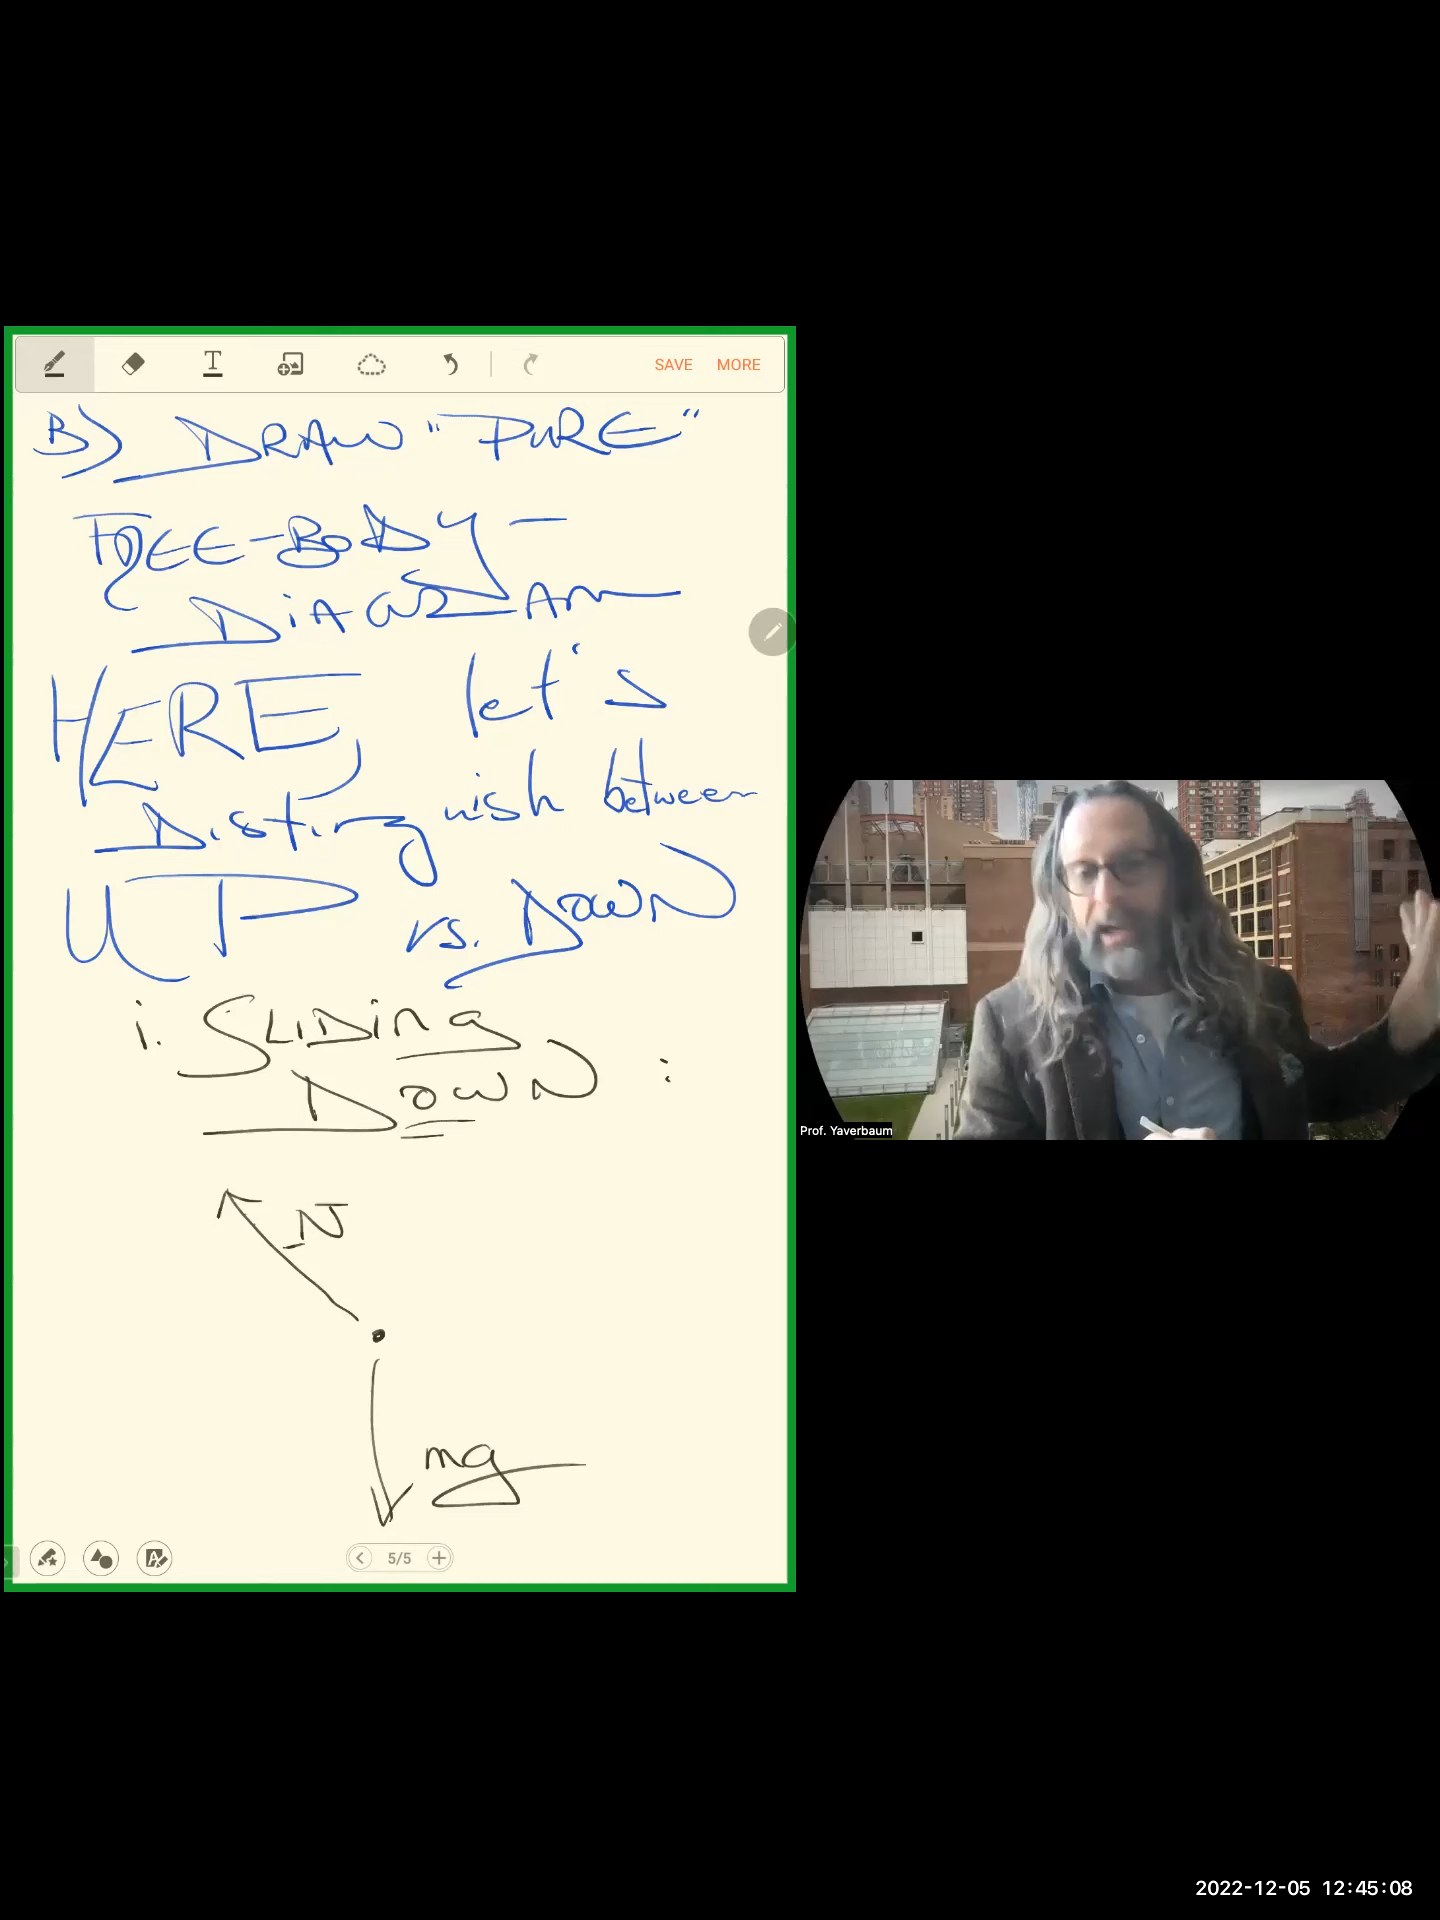 T
SAVE MORE
B) DRAW "PURE"
FREE-BODY-
DIAGRAM
HERE, let's
Distinguish between
UP vs. DOWN
i. SLIDING
DOWN :
N
mg
5/5
Prof. Yaverbaum
2022-12-05 12:45:08